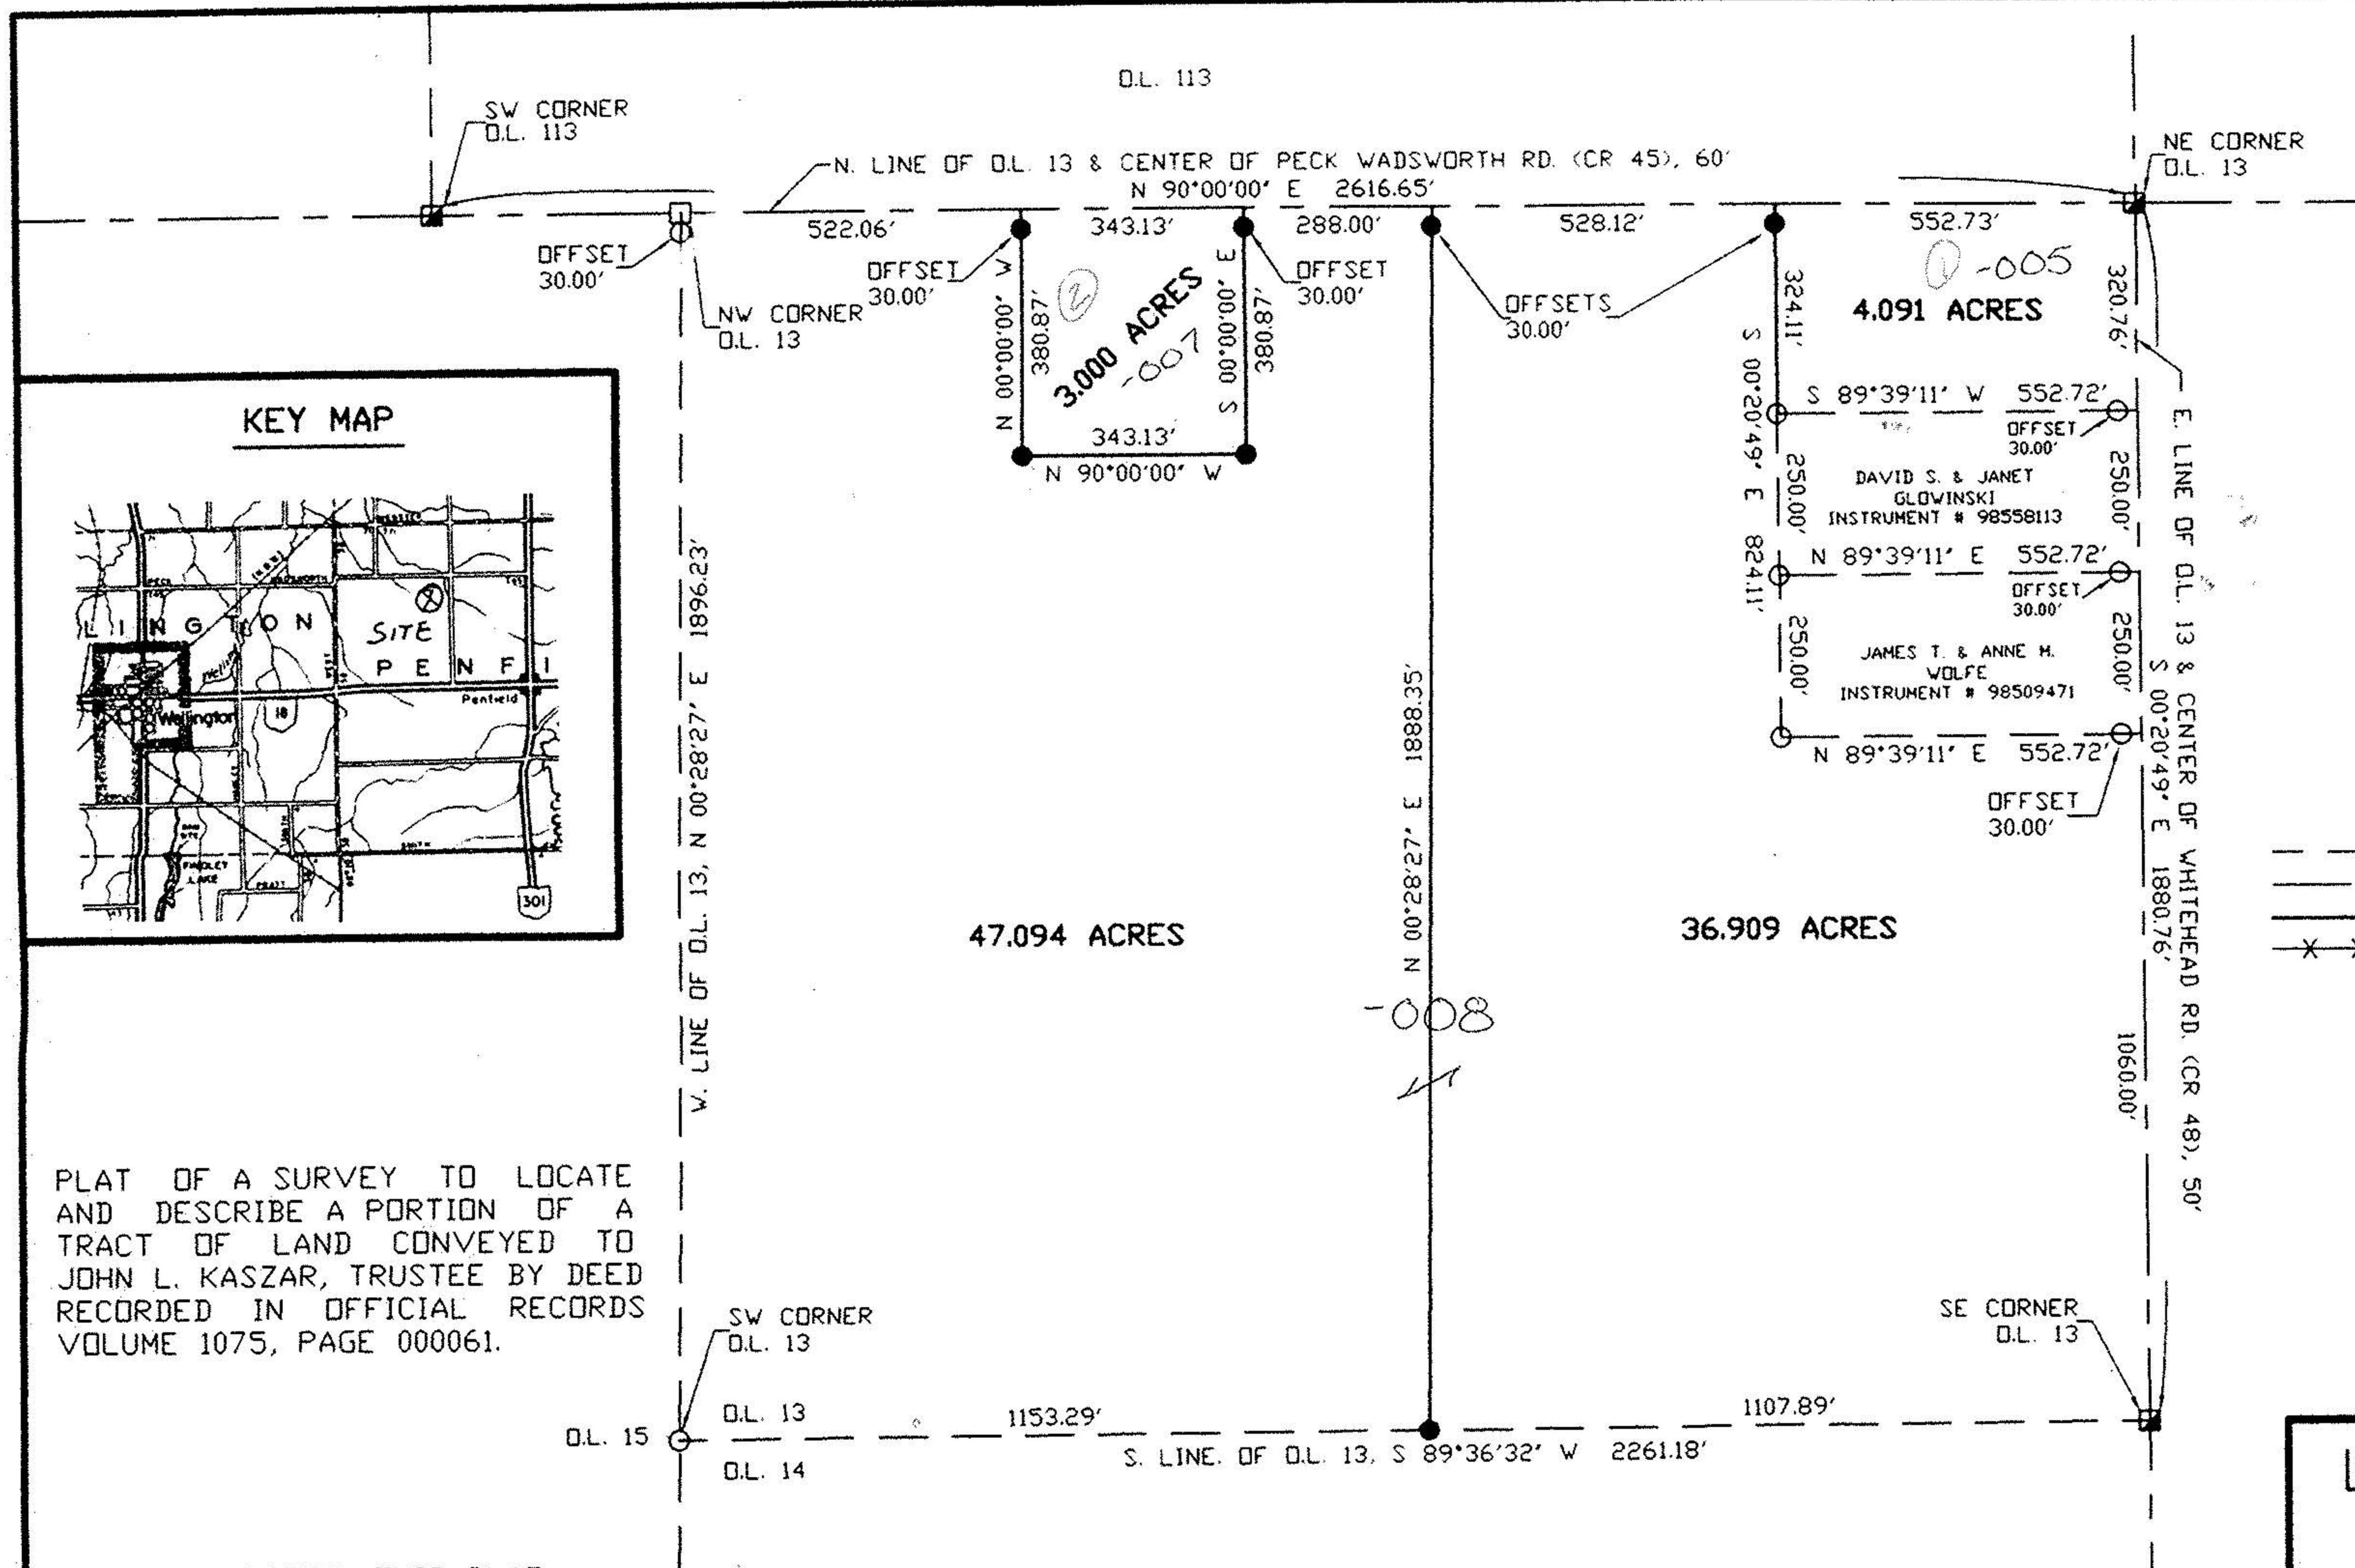 O.L. 113
SW CORNER
O.L. 113
N. LINE OF O.L. 13 & CENTER OF PECK WADSWORTH RD. (CR 45), 60'
N 90°00'00" E 2616.65'
NE CORNER
O.L. 13
522.06'
343.13'
288.00'
528.12'
552.73'
OFFSET
30.00'
NW CORNER
O.L. 13
OFFSET
30.00'
OFFSET
30.00'
OFFSETS
30.00'
N 00°00'00" W
380.87'
2
3.000 ACRES
-007
S 00°00'00" E
380.87'
343.13'
N 90°00'00" W
1 -005
4.091 ACRES
324.11'
320.76'
S 00°20'49" E 824.11'
S 89°39'11" W 552.72'
OFFSET
30.00'
250.00'
DAVID S. & JANET
GLOWINSKI
INSTRUMENT # 98558113
250.00'
N 89°39'11" E 552.72'
OFFSET
30.00'
250.00'
JAMES T. & ANNE M.
WOLFE
INSTRUMENT # 98509471
250.00'
N 89°39'11" E 552.72'
OFFSET
30.00'
E. LINE OF O.L. 13 & CENTER OF WHITEHEAD RD. (CR 48), 50'
S 00°20'49" E 1880.76'
1060.00'
KEY MAP
LINGTON
SITE
PENFI
Penfield
Wellington
18
FINDLEY
LAKE
PRATT
SMITH
301
W. LINE OF O.L. 13, N 00°28'27" E 1896.23'
N 00°28'27" E 1888.35'
47.094 ACRES
36.909 ACRES
-008
PLAT OF A SURVEY TO LOCATE
AND DESCRIBE A PORTION OF A
TRACT OF LAND CONVEYED TO
JOHN L. KASZAR, TRUSTEE BY DEED
RECORDED IN OFFICIAL RECORDS
VOLUME 1075, PAGE 000061.
SW CORNER
O.L. 13
SE CORNER
O.L. 13
O.L. 15
O.L. 13
1153.29'
1107.89'
S. LINE. OF O.L. 13, S 89°36'32" W 2261.18'
O.L. 14